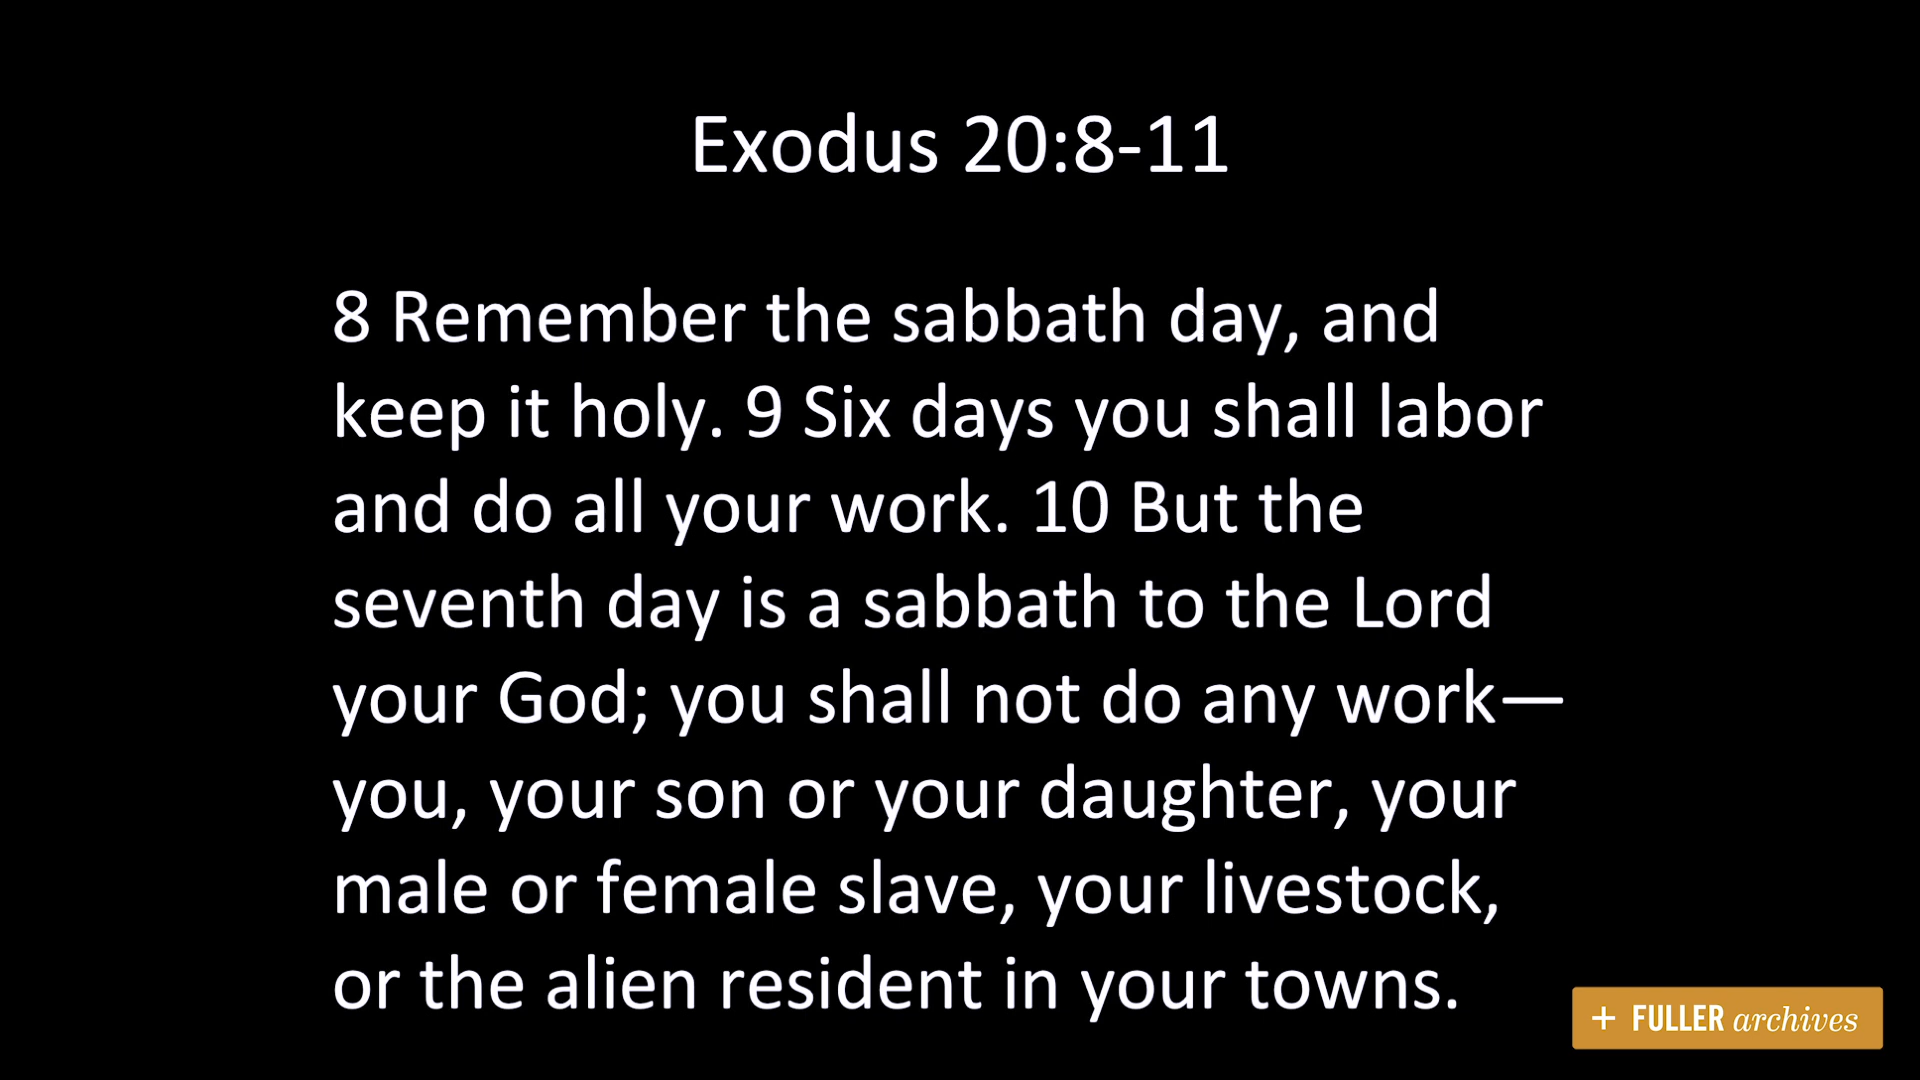 Exodus 20:8-11
8 Remember the sabbath day, and
keep it holy. 9 Six days you shall labor
and do all your work. 10 But the
seventh day is a sabbath to the Lord
your God; you shall not do any work—
you, your son or your daughter, your
male or female slave, your livestock,
or the alien resident in your towns.
+ FULLER archives